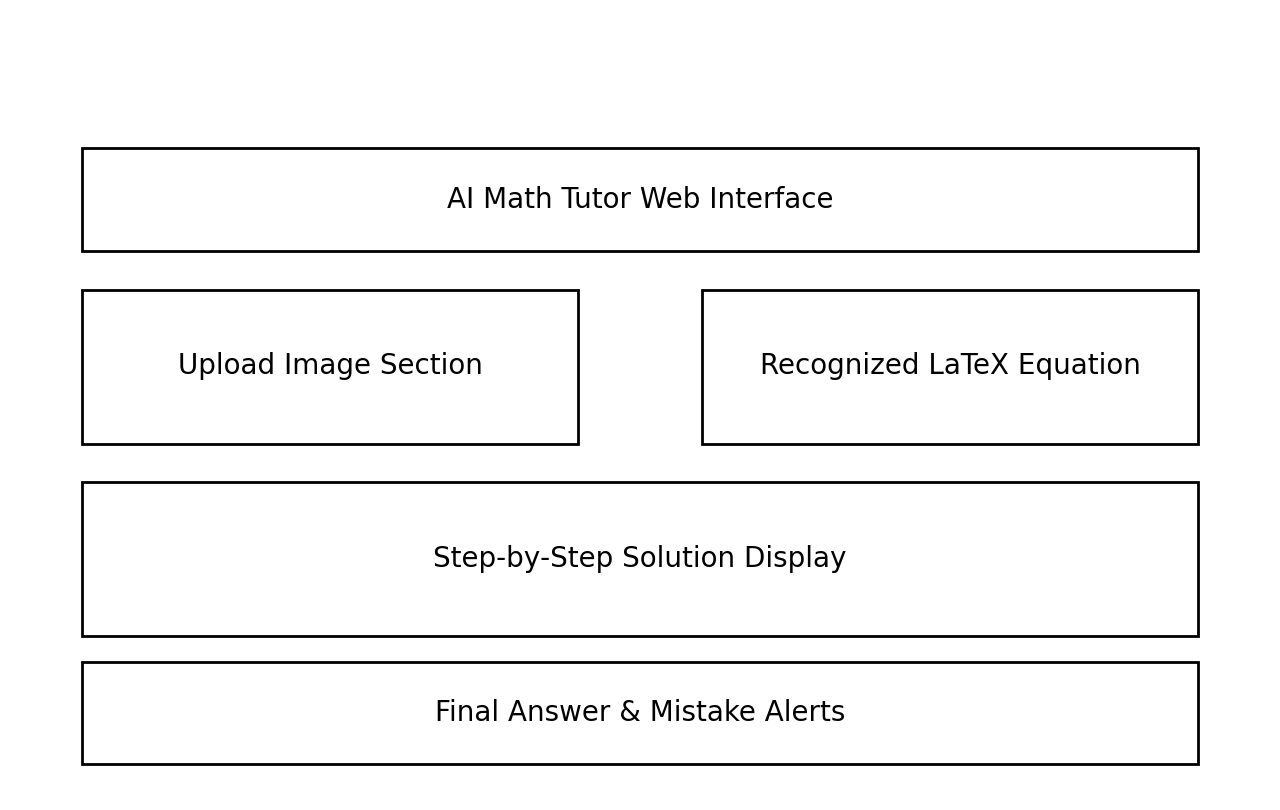 AI Math Tutor Web Interface
Upload Image Section
Recognized LaTeX Equation
Step-by-Step Solution Display
Final Answer & Mistake Alerts